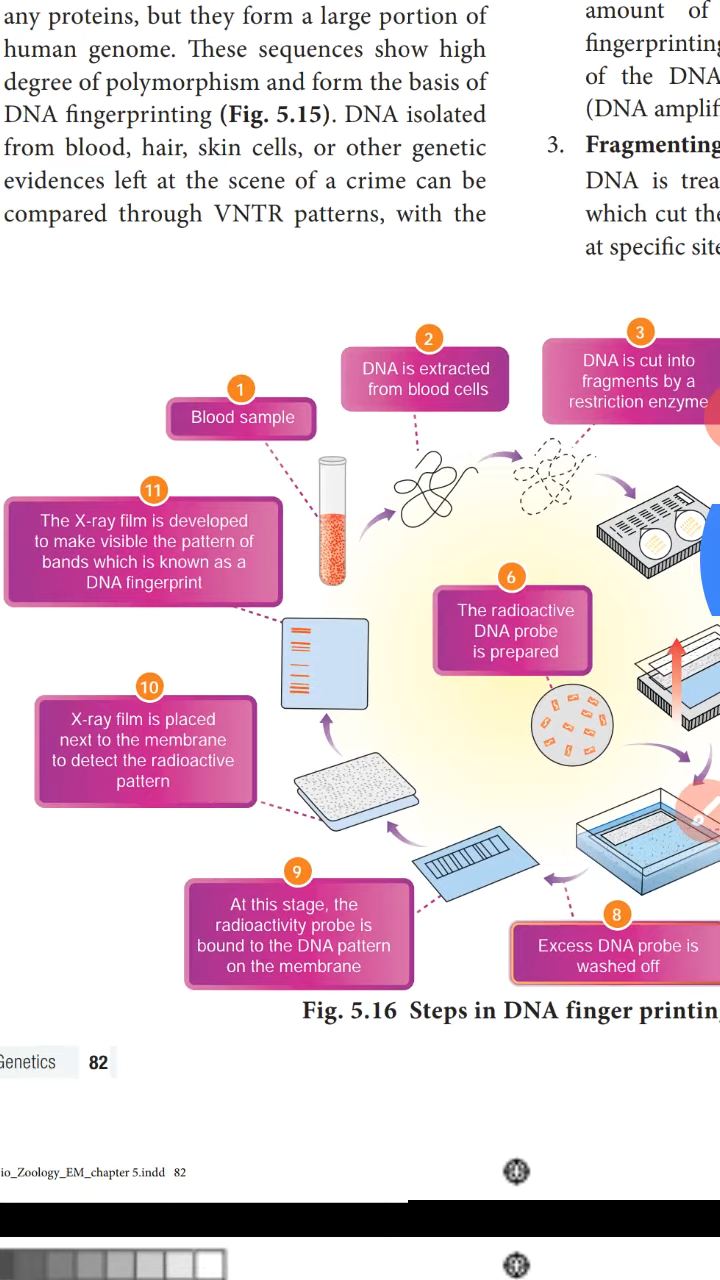 any proteins, but they form a large portion of
human genome. These sequences show high
degree of polymorphism and form the basis of
DNA fingerprinting (Fig. 5.15). DNA isolated
from blood, hair, skin cells, or other genetic
evidences left at the scene of a crime can be
compared through VNTR patterns, with the
amount of
fingerprinting
of the DNA
(DNA amplif
3. Fragmenting
DNA is trea
which cut the
at specific site
1
Blood sample
2
DNA is extracted
from blood cells
3
DNA is cut into
fragments by a
restriction enzyme
6
The radioactive
DNA probe
is prepared
8
Excess DNA probe is
washed off
9
At this stage, the
radioactivity probe is
bound to the DNA pattern
on the membrane
10
X-ray film is placed
next to the membrane
to detect the radioactive
pattern
11
The X-ray film is developed
to make visible the pattern of
bands which is known as a
DNA fingerprint
Fig. 5.16 Steps in DNA finger printin
Genetics 82
io_Zoology_EM_chapter 5.indd 82